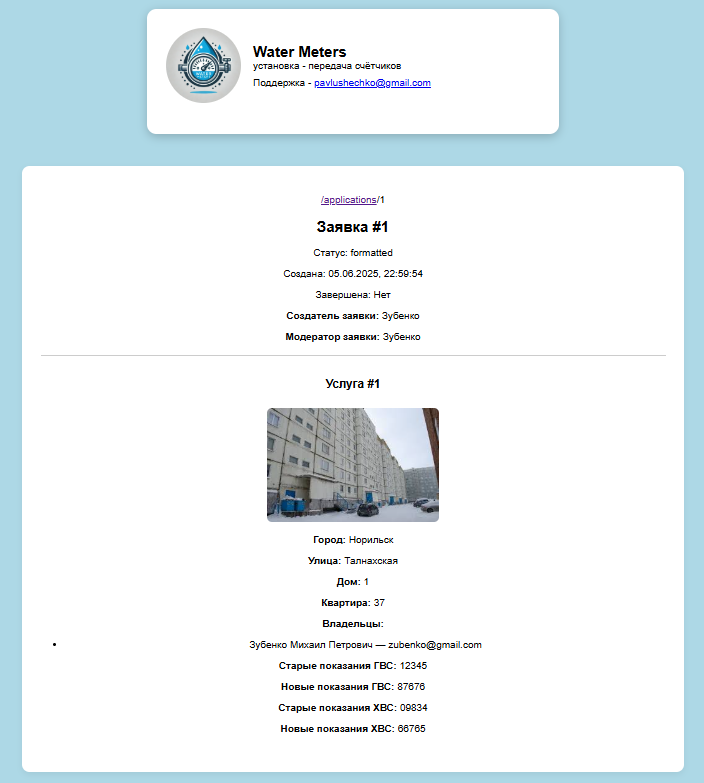 WATER
Water Meters
установка - передача счётчиков
Поддержка - pavlushechko@gmail.com
/applications/1
Заявка #1
Статус: formatted
Создана: 05.06.2025, 22:59:54
Завершена: Нет
Создатель заявки: Зубенко
Модератор заявки: Зубенко
Услуга #1
Город: Норильск
Улица: Талнахская
Дом: 1
Квартира: 37
Владельцы:
Зубенко Михаил Петрович — zubenko@gmail.com
Старые показания ГВС: 12345
Новые показания ГВС: 87676
Старые показания ХВС: 09834
Новые показания ХВС: 66765